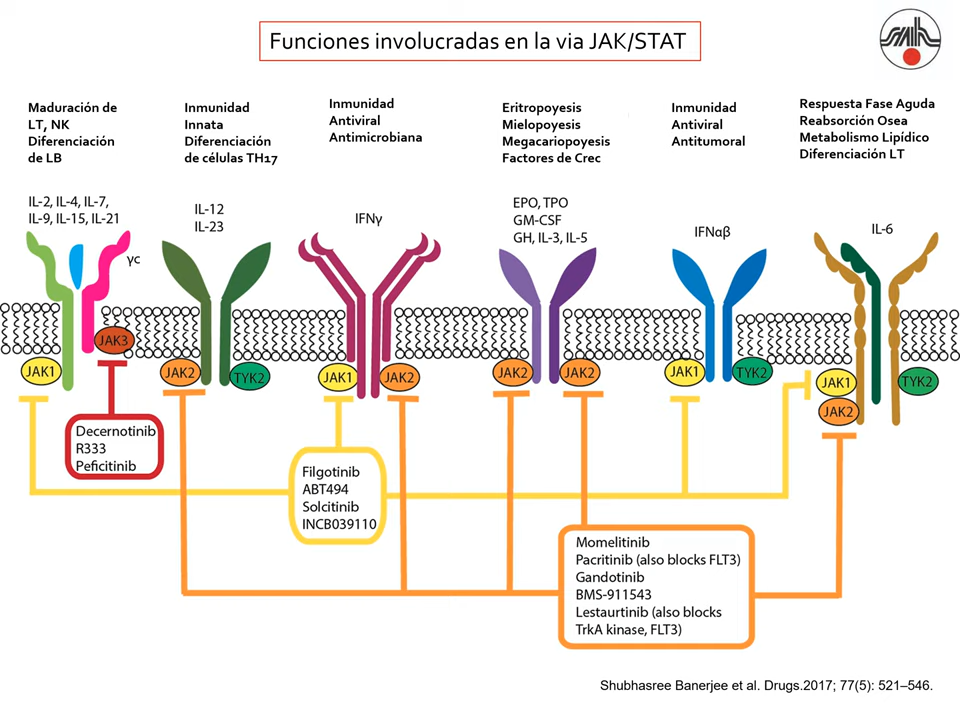 Funciones involucradas en la via JAK/STAT
Maduración de
LT, NK
Diferenciación
de LB
Inmunidad
Innata
Diferenciación
de células TH17
Inmunidad
Antiviral
Antimicrobiana
Eritropoyesis
Mielopoyesis
Megacariopoyesis
Factores de Crec
Inmunidad
Antiviral
Antitumoral
Respuesta Fase Aguda
Reabsorción Osea
Metabolismo Lipídico
Diferenciación LT
IL-2, IL-4, IL-7,
IL-9, IL-15, IL-21
γc
IL-12
IL-23
IFNγ
EPO, TPO
GM-CSF
GH, IL-3, IL-5
IFNαβ
IL-6
JAK1
JAK3
JAK2
TYK2
JAK1
JAK2
JAK2
JAK2
JAK1
TYK2
JAK1
JAK2
TYK2
Decernotinib
R333
Peficitinib
Filgotinib
ABT494
Solcitinib
INCB039110
Momelitinib
Pacritinib (also blocks FLT3)
Gandotinib
BMS-911543
Lestaurtinib (also blocks
TrkA kinase, FLT3)
Shubhasree Banerjee et al. Drugs.2017; 77(5): 521–546.